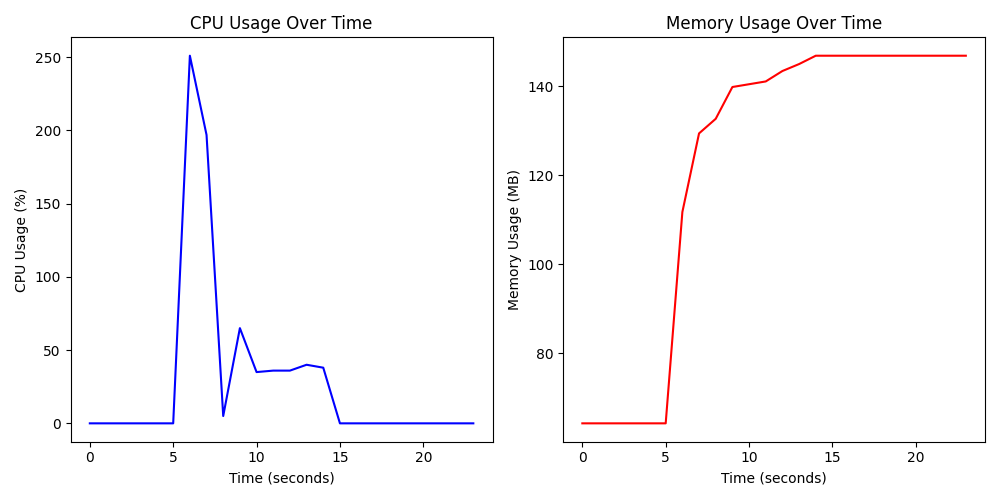 CPU Usage Over Time
CPU Usage (%)
250
200
150
100
50
0
0 5 10 15 20
Time (seconds)
Memory Usage Over Time
Memory Usage (MB)
140
120
100
80
0 5 10 15 20
Time (seconds)